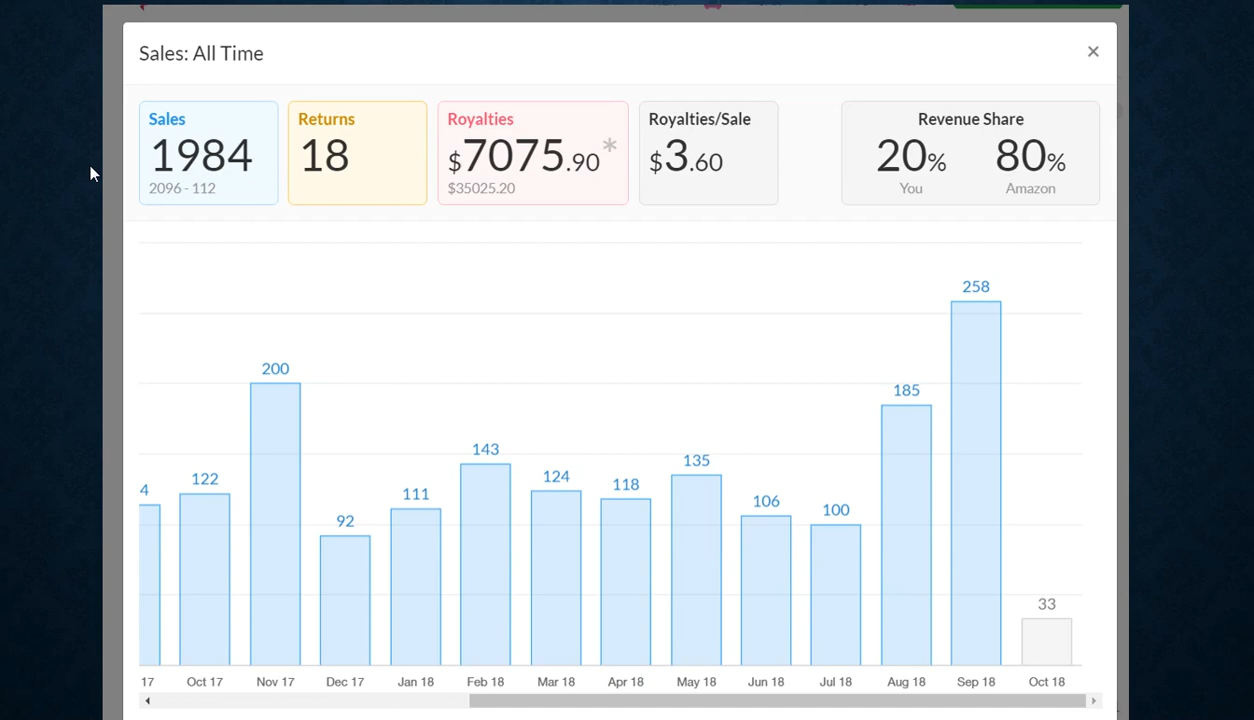 Sales: All Time ×
Sales
1984
2096 - 112
Returns
18
Royalties
$7075.90*
$35025.20
Royalties/Sale
$3.60
Revenue Share
20% 80%
You Amazon
4 122 200 92 111 143 124 118 135 106 100 185 258 33
17 Oct 17 Nov 17 Dec 17 Jan 18 Feb 18 Mar 18 Apr 18 May 18 Jun 18 Jul 18 Aug 18 Sep 18 Oct 18